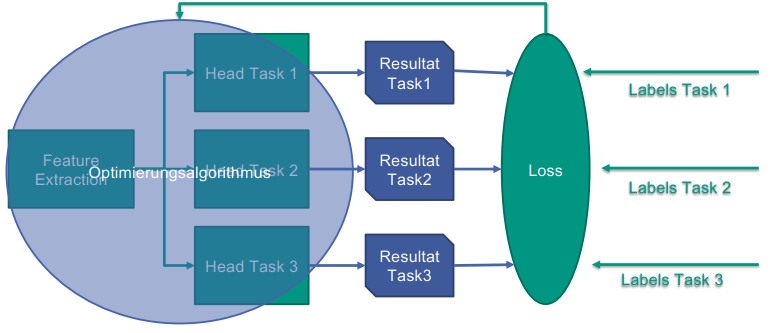 Head Task 1
Resultat
Task1
Labels Task 1
Feature
Extraction
Optimierungsalgorithmus
Head Task 2
Resultat
Task2
Loss
Labels Task 2
Head Task 3
Resultat
Task3
Labels Task 3